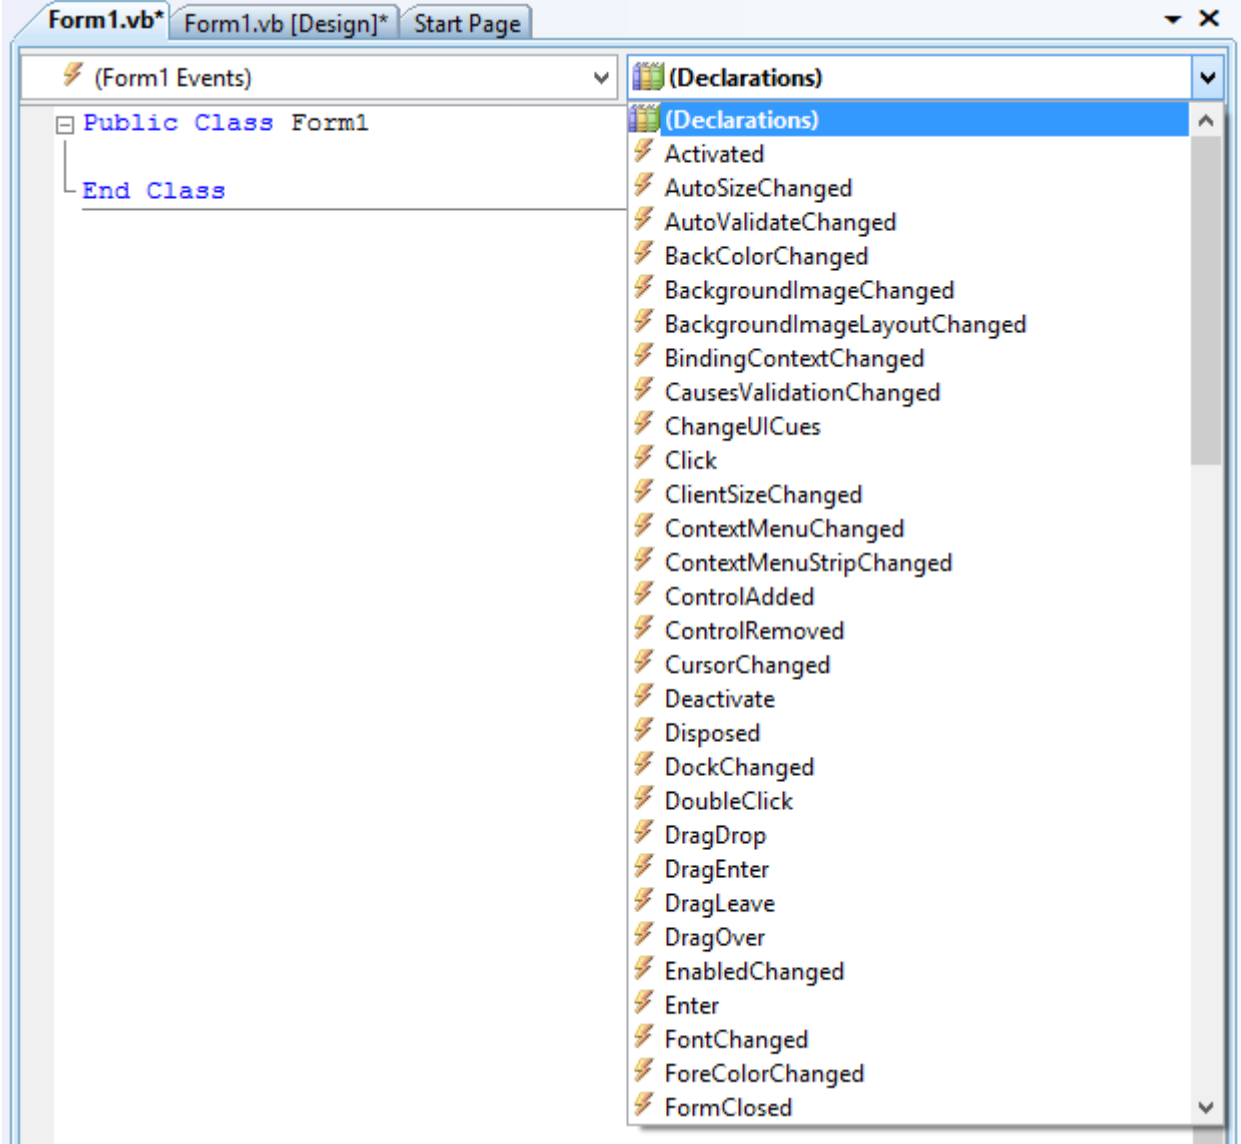 Form1.vb* Form1.vb [Design]* Start Page
(Form1 Events) (Declarations)
Public Class Form1
End Class
(Declarations)
Activated
AutoSizeChanged
AutoValidateChanged
BackColorChanged
BackgroundImageChanged
BackgroundImageLayoutChanged
BindingContextChanged
CausesValidationChanged
ChangeUICues
Click
ClientSizeChanged
ContextMenuChanged
ContextMenuStripChanged
ControlAdded
ControlRemoved
CursorChanged
Deactivate
Disposed
DockChanged
DoubleClick
DragDrop
DragEnter
DragLeave
DragOver
EnabledChanged
Enter
FontChanged
ForeColorChanged
FormClosed